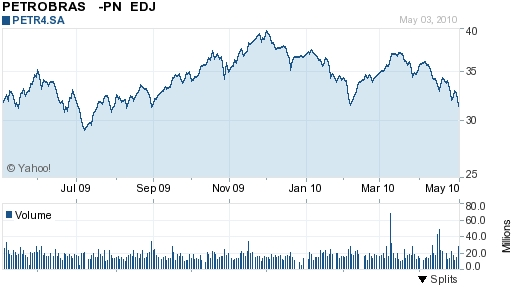 PETROBRAS -PN EDJ
PETR4.SA
May 03, 2010
40
35
30
25
© Yahoo!
Jul 09 Sep 09 Nov 09 Jan 10 Mar 10 May 10
Volume
80.0
60.0
40.0
20.0
0.0
Millions
Splits